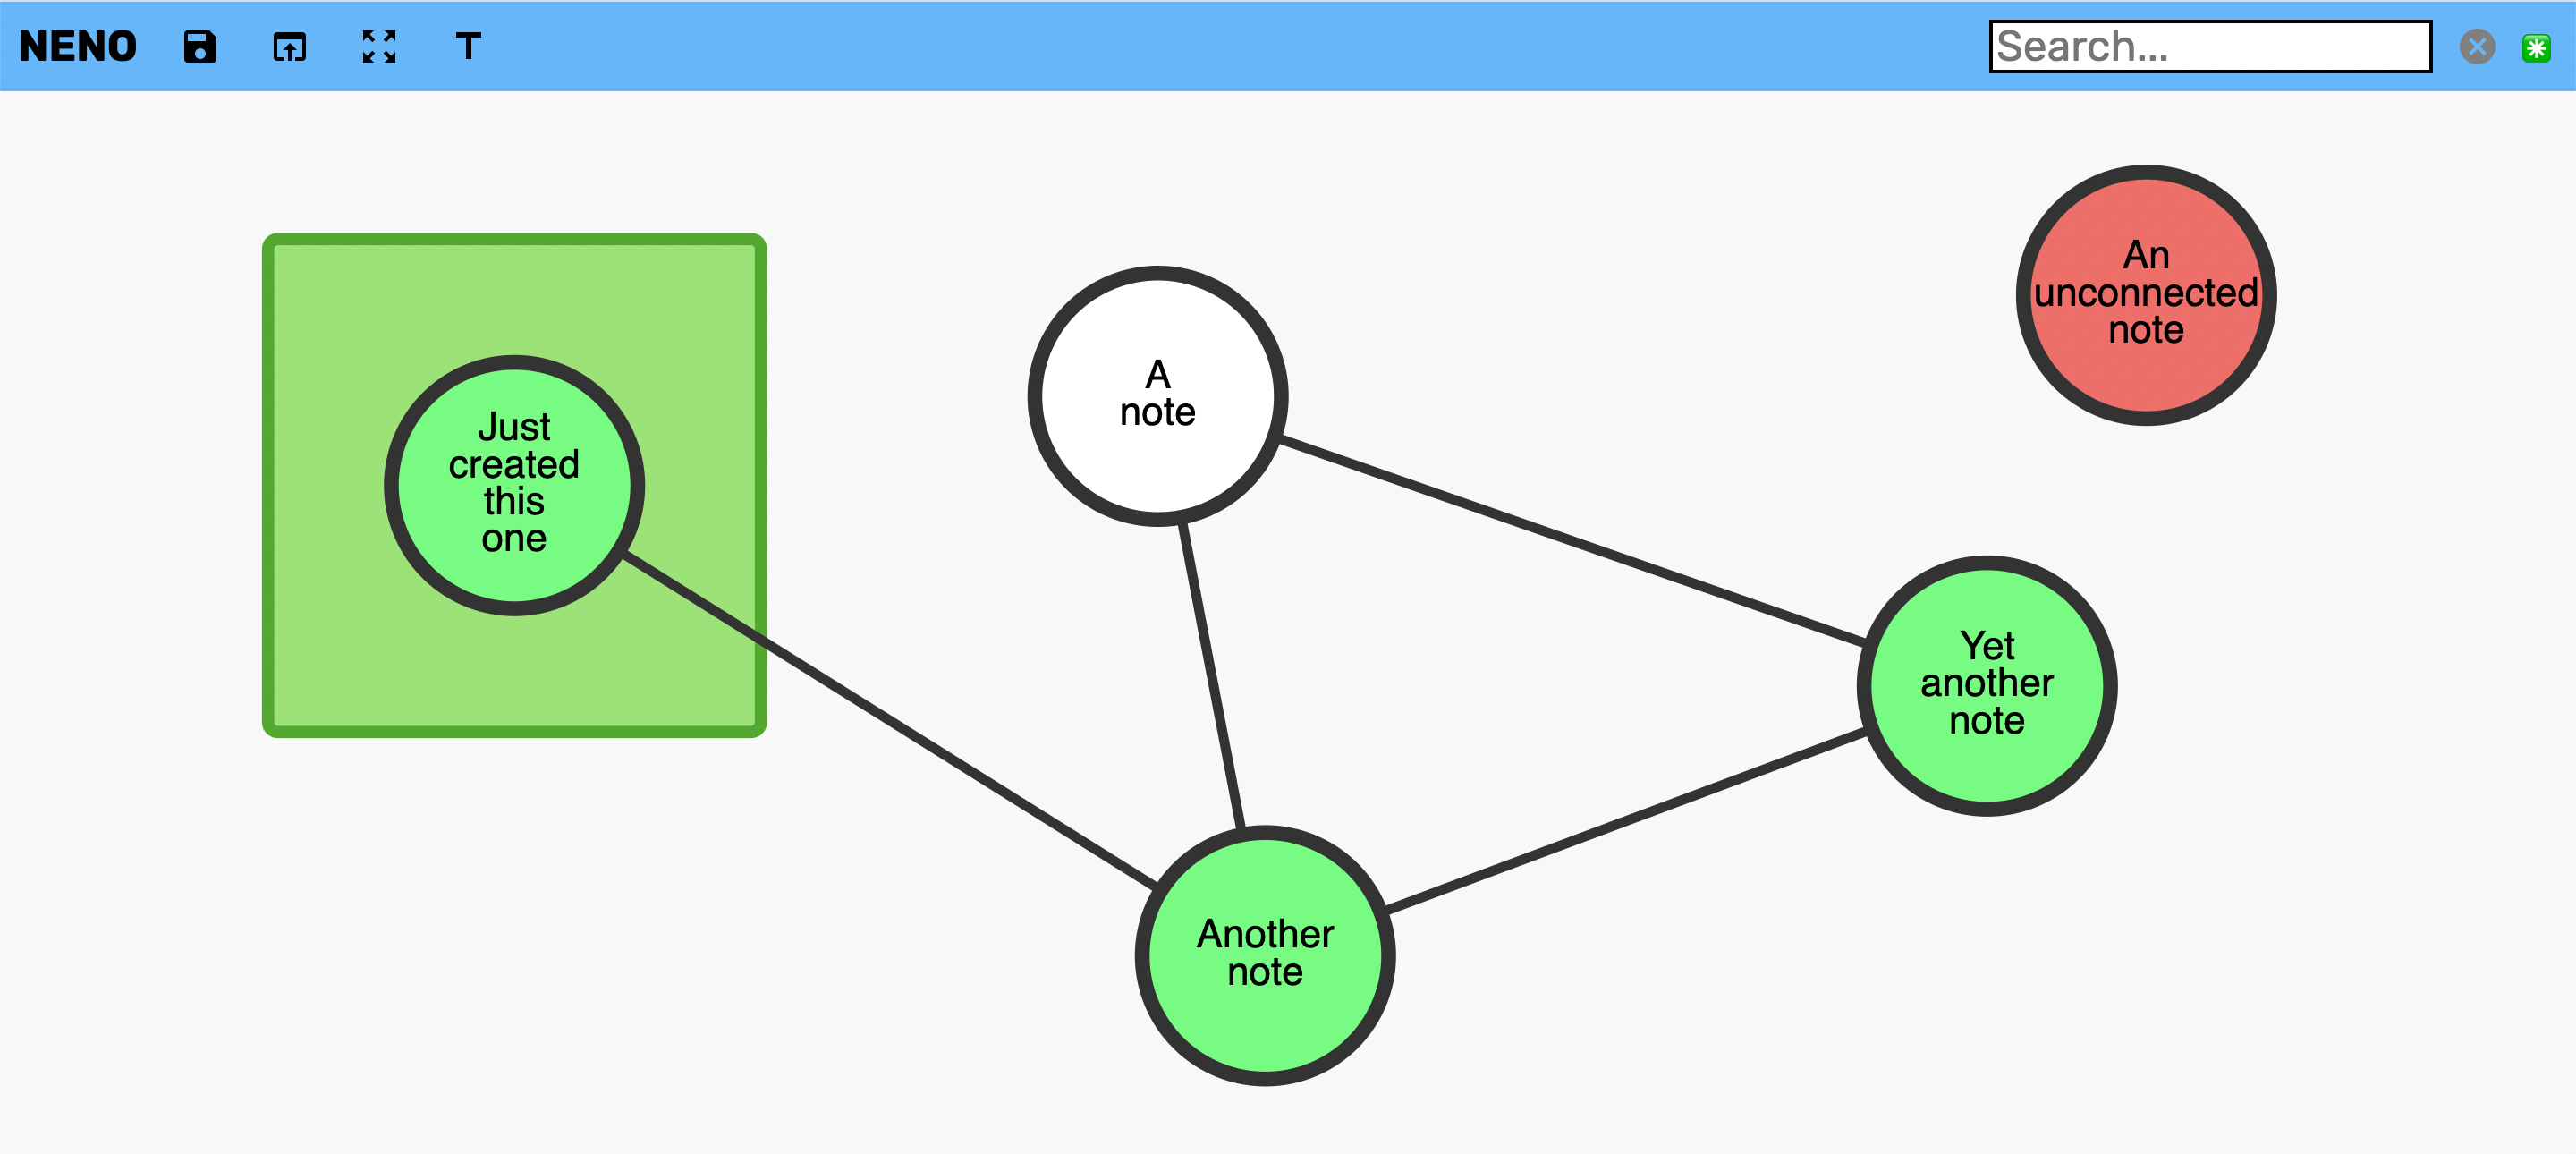 NENO
T
Search...
An
unconnected
note
A
note
Just
created
this
one
Yet
another
note
Another
note